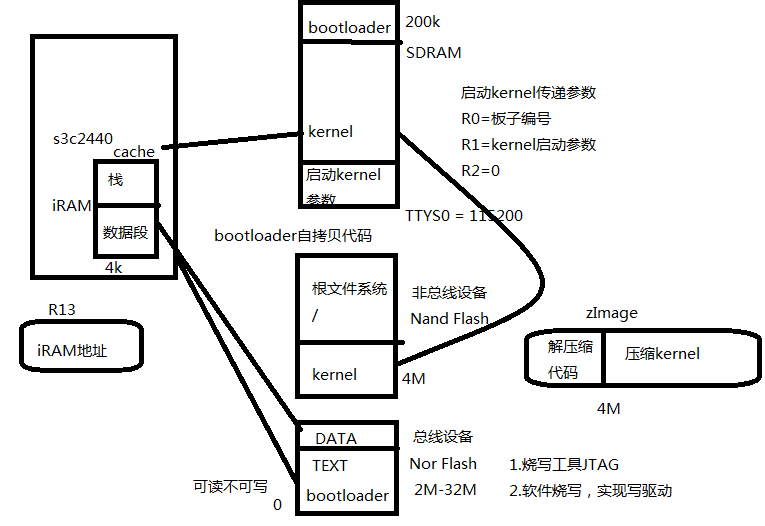 bootloader
200k
SDRAM
启动kernel传递参数
R0=板子编号
R1=kernel启动参数
R2=0
s3c2440
cache
kernel
栈
iRAM
数据段
4k
启动kernel
参数
TTYS0 = 115200
bootloader自拷贝代码
根文件系统
/
非总线设备
Nand Flash
kernel
4M
R13
iRAM地址
zImage
解压缩
代码
压缩kernel
4M
DATA
TEXT
bootloader
总线设备
Nor Flash
2M-32M
可读不可写
0
1.烧写工具JTAG
2.软件烧写，实现写驱动